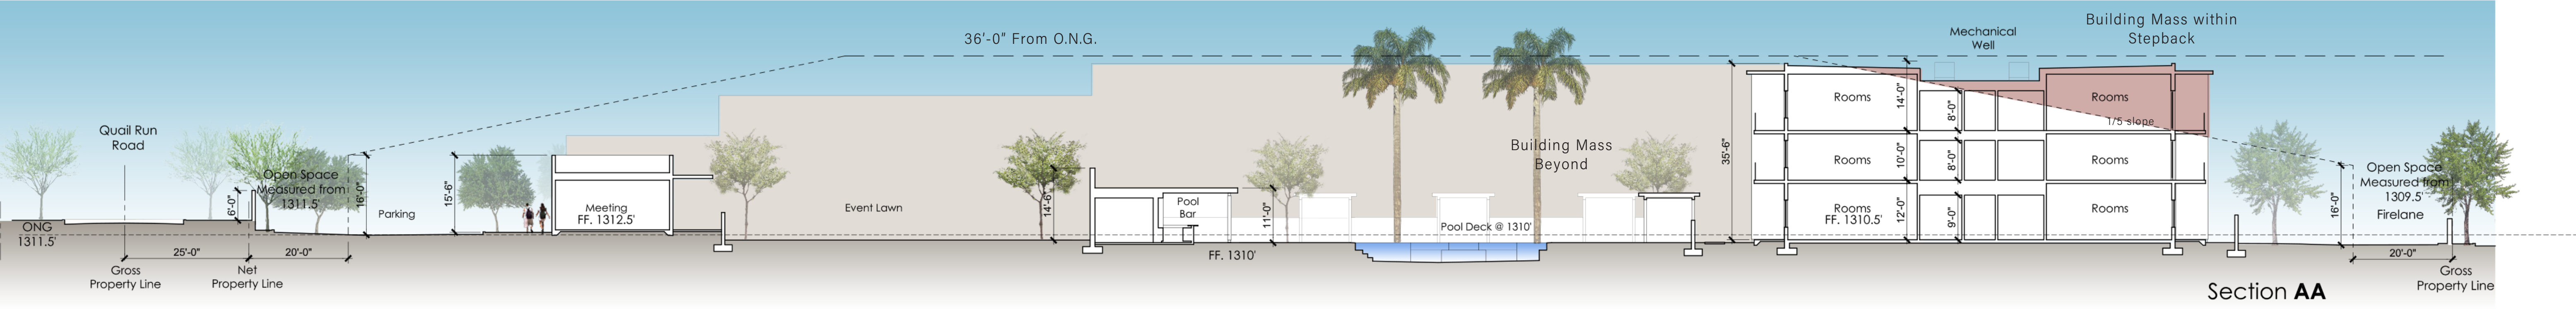 Building Mass within
Stepback
Mechanical
Well
36'-0" From O.N.G.
Quail Run
Road
Open Space
Measured from
1311.5'
6'-0"
16'-0"
Parking
15'-6"
Meeting
FF. 1312.5'
Event Lawn
14'-6"
Pool
Bar
11'-0"
Building Mass
Beyond
Pool Deck @ 1310'
35'-6"
Rooms
14'-0"
8'-0"
Rooms
1/5 slope
Rooms
10'-0"
8'-0"
Rooms
Rooms
FF. 1310.5'
12'-0"
9'-0"
Rooms
16'-0"
Open Space
Measured from
1309.5'
Firelane
ONG
1311.5'
25'-0"
20'-0"
FF. 1310'
20'-0"
Gross
Property Line
Net
Property Line
Gross
Property Line
Section AA